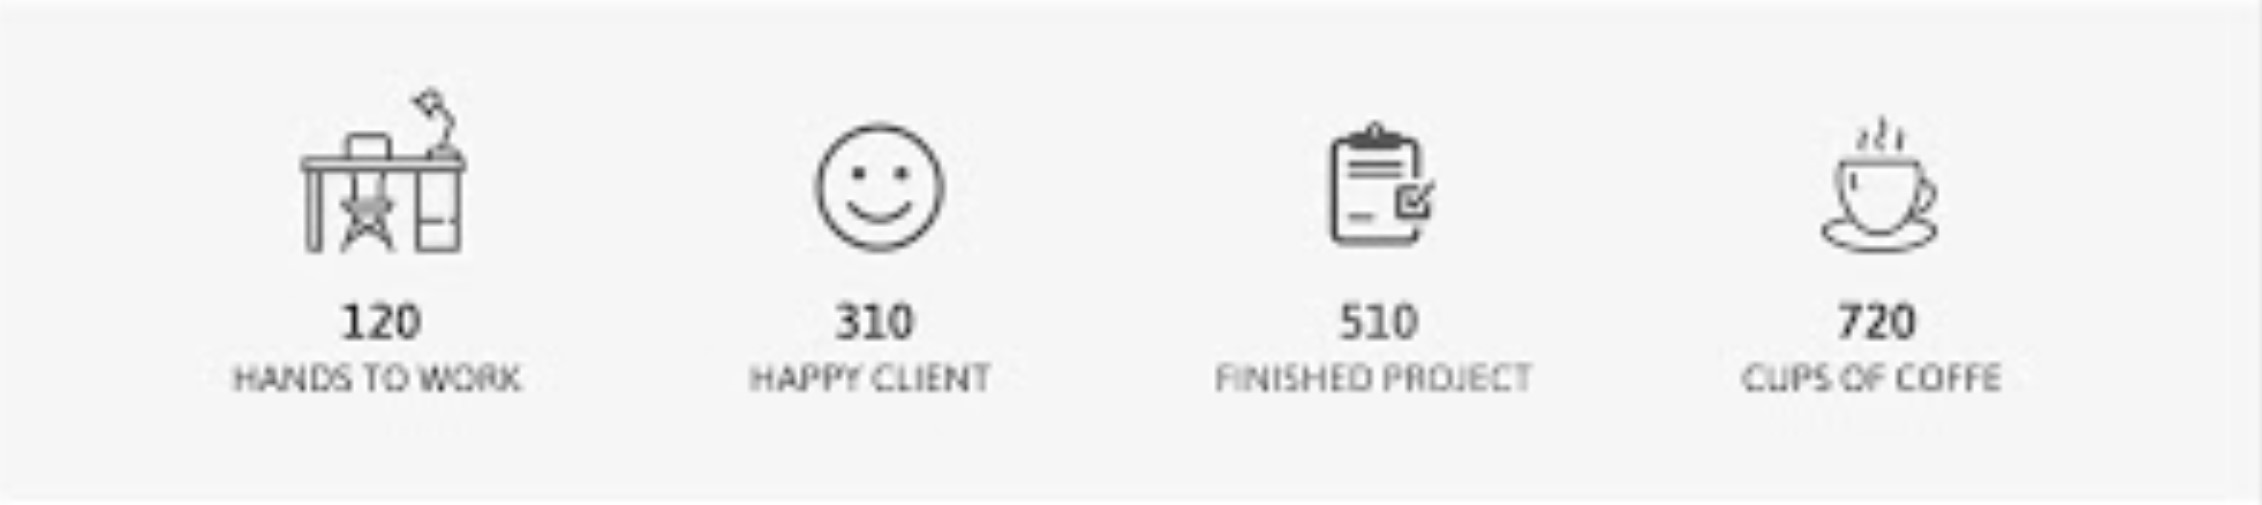 120
HANDS TO WORK
310
HAPPY CLIENT
510
FINISHED PROJECT
720
CUPS OF COFFE